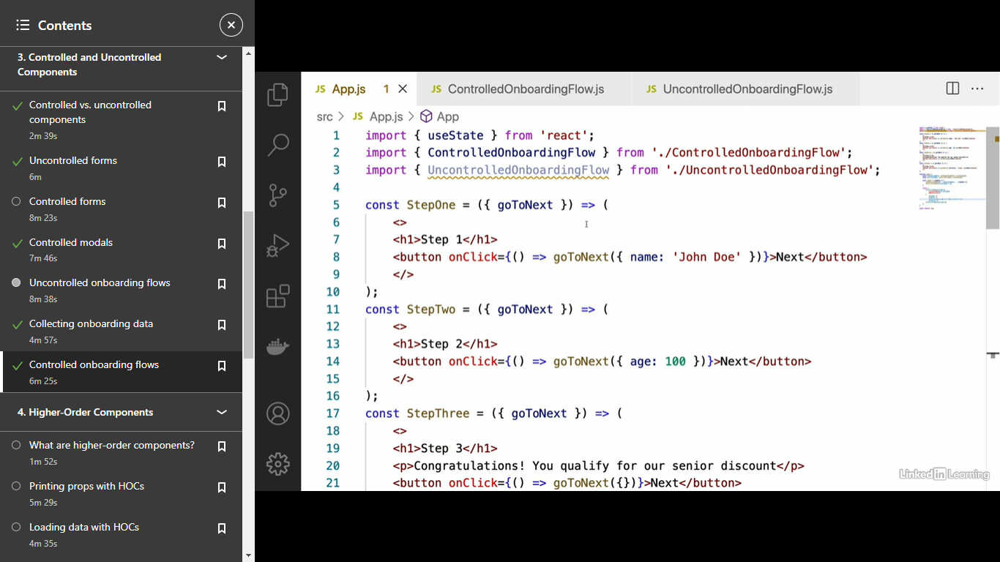 Contents
3. Controlled and Uncontrolled
Components
Controlled vs. uncontrolled
components
2m 39s
Uncontrolled forms
6m
Controlled forms
8m 23s
Controlled modals
7m 46s
Uncontrolled onboarding flows
8m 38s
Collecting onboarding data
4m 57s
Controlled onboarding flows
6m 25s
4. Higher-Order Components
What are higher-order components?
1m 52s
Printing props with HOCs
5m 29s
Loading data with HOCs
4m 35s
JS App.js 1 JS ControlledOnboardingFlow.js JS UncontrolledOnboardingFlow.js
src > JS App.js > App
1 import { useState } from 'react';
2 import { ControlledOnboardingFlow } from './ControlledOnboardingFlow';
3 import { UncontrolledOnboardingFlow } from './UncontrolledOnboardingFlow';
4
5 const StepOne = ({ goToNext }) => (
6 <>
7 <h1>Step 1</h1>
8 <button onClick={() => goToNext({ name: 'John Doe' })}>Next</button>
9 </>
10 );
11 const StepTwo = ({ goToNext }) => (
12 <>
13 <h1>Step 2</h1>
14 <button onClick={() => goToNext({ age: 100 })}>Next</button>
15 </>
16 );
17 const StepThree = ({ goToNext }) => (
18 <>
19 <h1>Step 3</h1>
20 <p>Congratulations! You qualify for our senior discount</p>
21 <button onClick={() => goToNext({})}>Next</button>
LinkedIn Learning